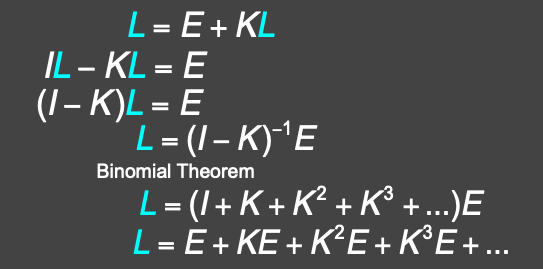 L = E + KL
IL – KL = E
(I – K)L = E
L = (I – K)⁻¹E
Binomial Theorem
L = (I + K + K² + K³ + ...)E
L = E + KE + K²E + K³E + ...